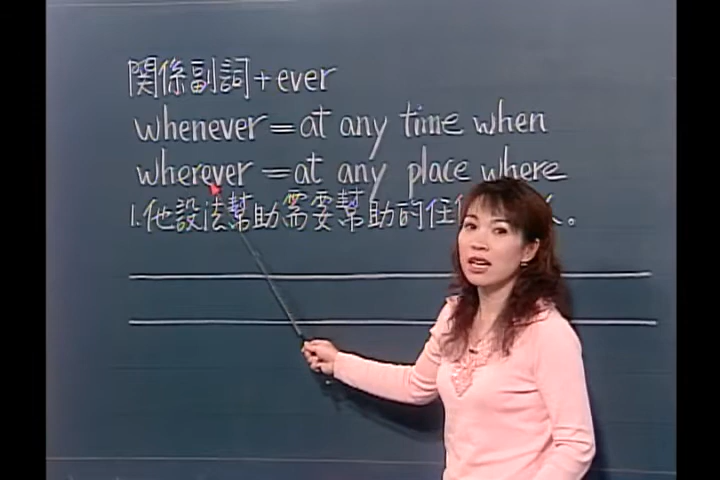 關係副詞+ever
whenever=at any time when
wherever=at any place where
1.他設法幫助需要幫助的任 。